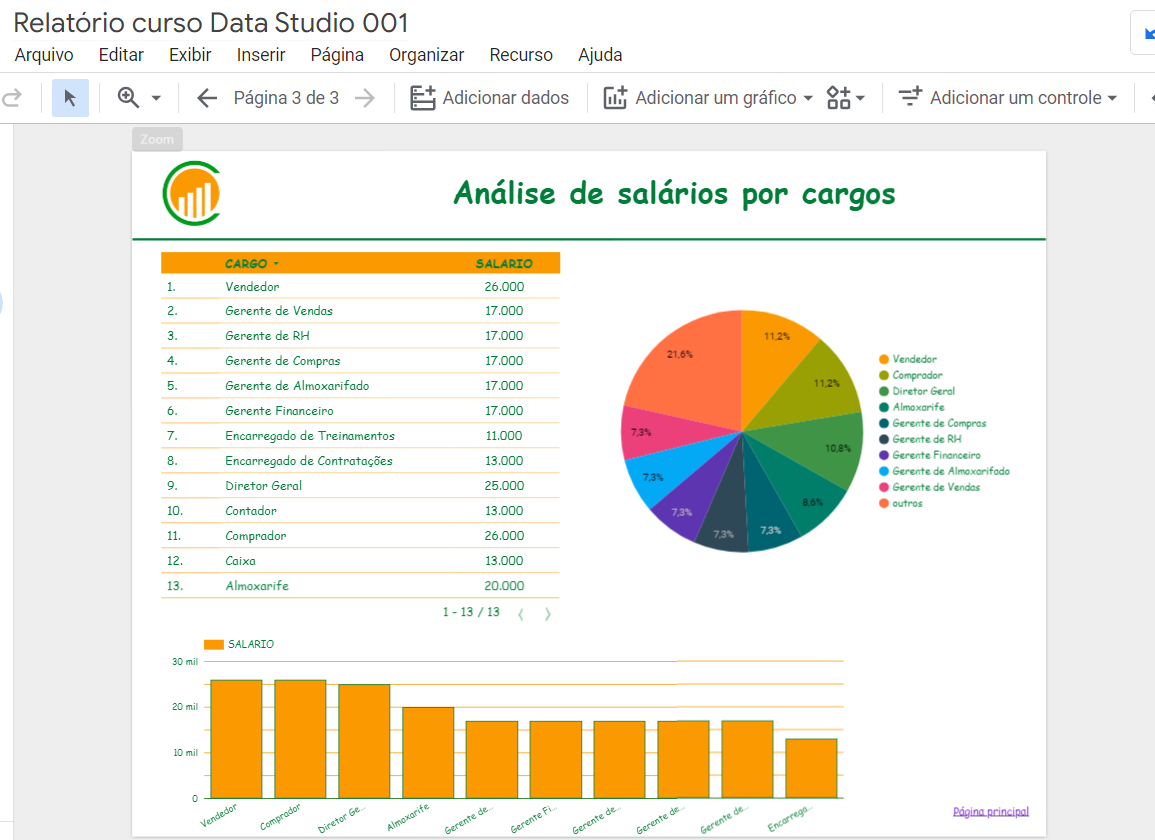 Relatório curso Data Studio 001
Arquivo Editar Exibir Inserir Página Organizar Recurso Ajuda
Página 3 de 3 Adicionar dados Adicionar um gráfico Adicionar um controle
Zoom
Análise de salários por cargos
CARGO SALARIO
1. Vendedor 26.000
2. Gerente de Vendas 17.000
3. Gerente de RH 17.000
4. Gerente de Compras 17.000
5. Gerente de Almoxarifado 17.000
6. Gerente Financeiro 17.000
7. Encarregado de Treinamentos 11.000
8. Encarregado de Contratações 13.000
9. Diretor Geral 25.000
10. Contador 13.000
11. Comprador 26.000
12. Caixa 13.000
13. Almoxarife 20.000
1 - 13 / 13
11,2%
11,2%
10,8%
8,6%
7,3%
7,3%
7,3%
7,3%
7,3%
21,6%
Vendedor
Comprador
Diretor Geral
Almoxarife
Gerente de Compras
Gerente de RH
Gerente Financeiro
Gerente de Almoxarifado
Gerente de Vendas
outros
SALARIO
30 mil
20 mil
10 mil
0
Vendedor Comprador Diretor Ge... Almoxarife Gerente de... Gerente Fi... Gerente de... Gerente de... Gerente de... Encarrega...
Página principal